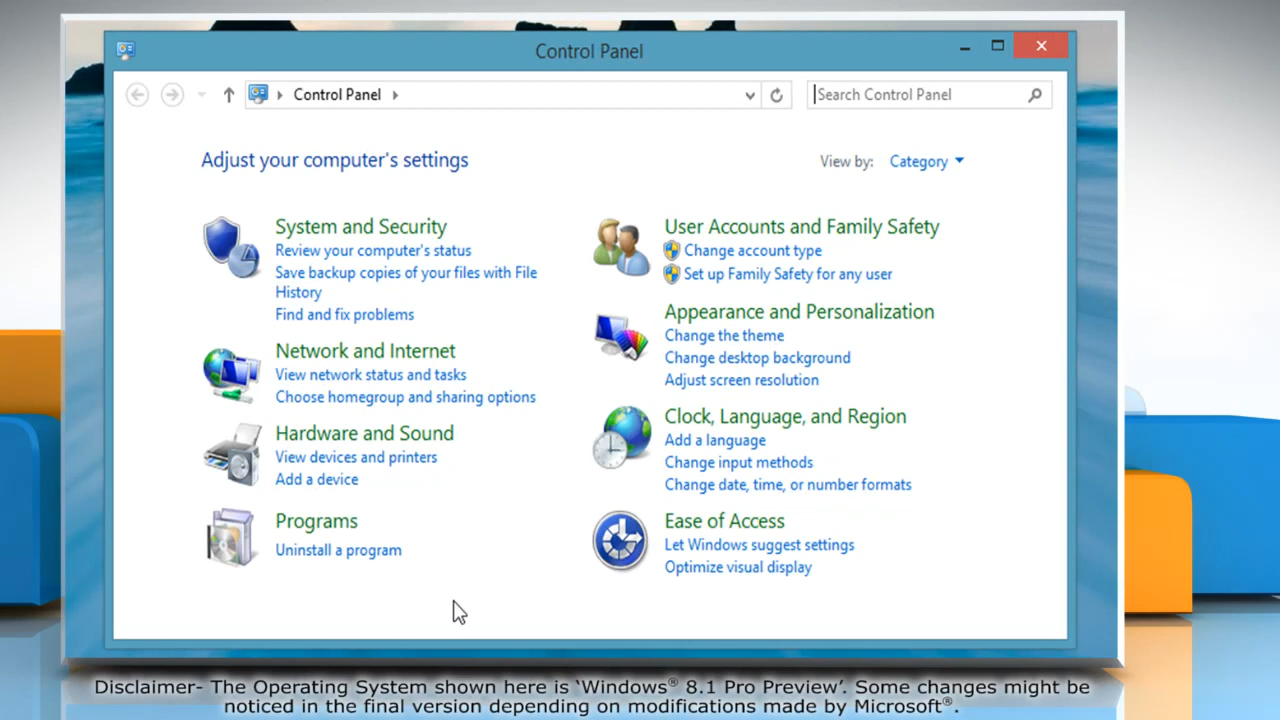 Control Panel
Control Panel
Search Control Panel
Adjust your computer's settings
View by: Category
System and Security
Review your computer's status
Save backup copies of your files with File
History
Find and fix problems
Network and Internet
View network status and tasks
Choose homegroup and sharing options
Hardware and Sound
View devices and printers
Add a device
Programs
Uninstall a program
User Accounts and Family Safety
Change account type
Set up Family Safety for any user
Appearance and Personalization
Change the theme
Change desktop background
Adjust screen resolution
Clock, Language, and Region
Add a language
Change input methods
Change date, time, or number formats
Ease of Access
Let Windows suggest settings
Optimize visual display
Disclaimer- The Operating System shown here is ‘Windows® 8.1 Pro Preview’. Some changes might be
noticed in the final version depending on modifications made by Microsoft®.